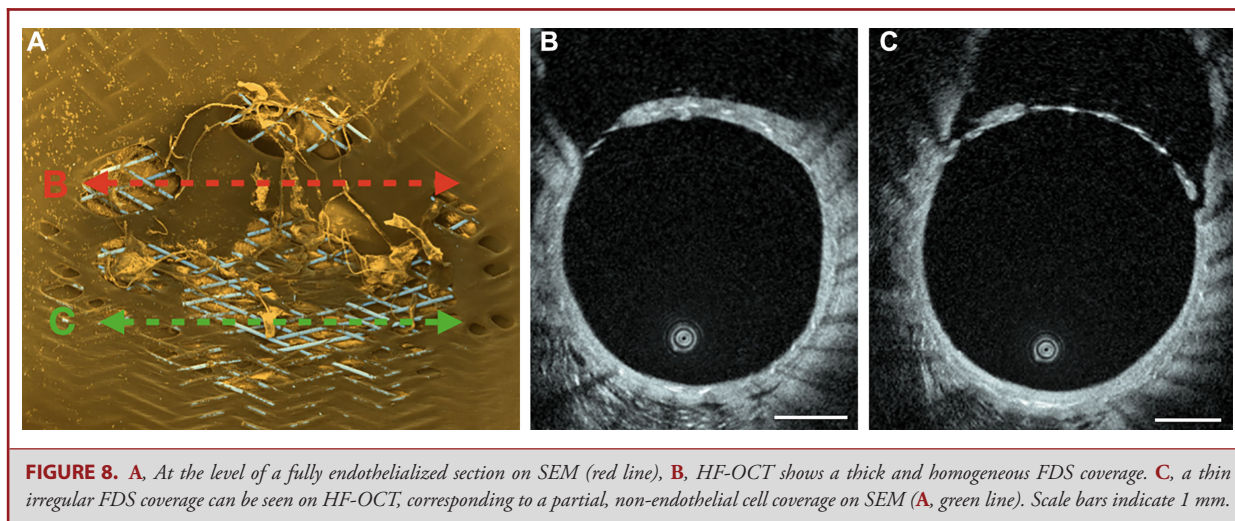 A
B
C
B
C
FIGURE 8. A, At the level of a fully endothelialized section on SEM (red line), B, HF-OCT shows a thick and homogeneous FDS coverage. C, a thin
irregular FDS coverage can be seen on HF-OCT, corresponding to a partial, non-endothelial cell coverage on SEM (A, green line). Scale bars indicate 1 mm.